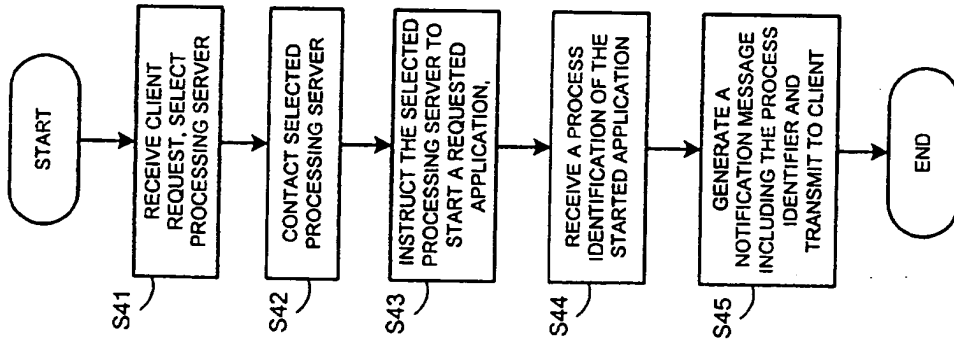 START
S41
RECEIVE CLIENT
REQUEST, SELECT
PROCESSING SERVER
S42
CONTACT SELECTED
PROCESSING SERVER
S43
INSTRUCT THE SELECTED
PROCESSING SERVER TO
START A REQUESTED
APPLICATION,
S44
RECEIVE A PROCESS
IDENTIFICATION OF THE
STARTED APPLICATION
S45
GENERATE A
NOTIFICATION MESSAGE
INCLUDING THE PROCESS
IDENTIFIER AND
TRANSMIT TO CLIENT
END